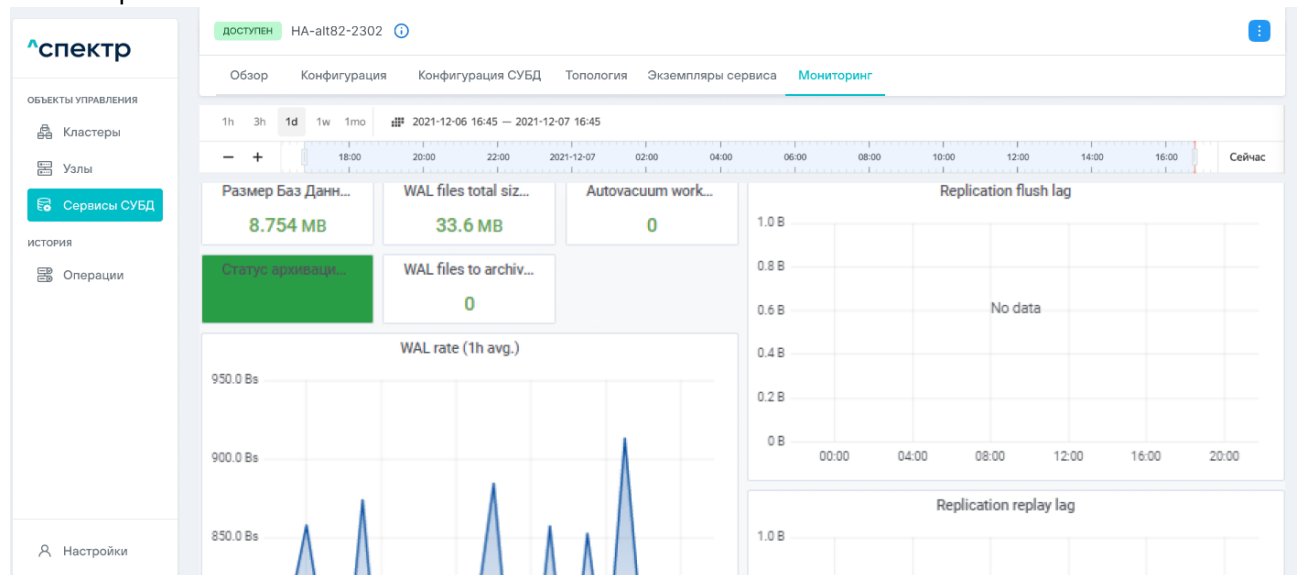 ДОСТУПЕН HA-alt82-2302
^спектр
Обзор Конфигурация Конфигурация СУБД Топология Экземпляры сервиса Мониторинг
ОБЪЕКТЫ УПРАВЛЕНИЯ
Кластеры
Узлы
Сервисы СУБД
ИСТОРИЯ
Операции
Настройки
1h 3h 1d 1w 1mo 2021-12-06 16:45 — 2021-12-07 16:45
− + 18:00 20:00 22:00 2021-12-07 02:00 04:00 06:00 08:00 10:00 12:00 14:00 16:00 Сейчас
Размер Баз Данн... WAL files total siz... Autovacuum work...
8.754 MB 33.6 MB 0
Статус архиваци... WAL files to archiv...
0
WAL rate (1h avg.)
950.0 Bs
900.0 Bs
850.0 Bs
Replication flush lag
1.0 B
0.8 B
0.6 B
No data
0.4 B
0.2 B
0 B
00:00 04:00 08:00 12:00 16:00 20:00
Replication replay lag
1.0 B